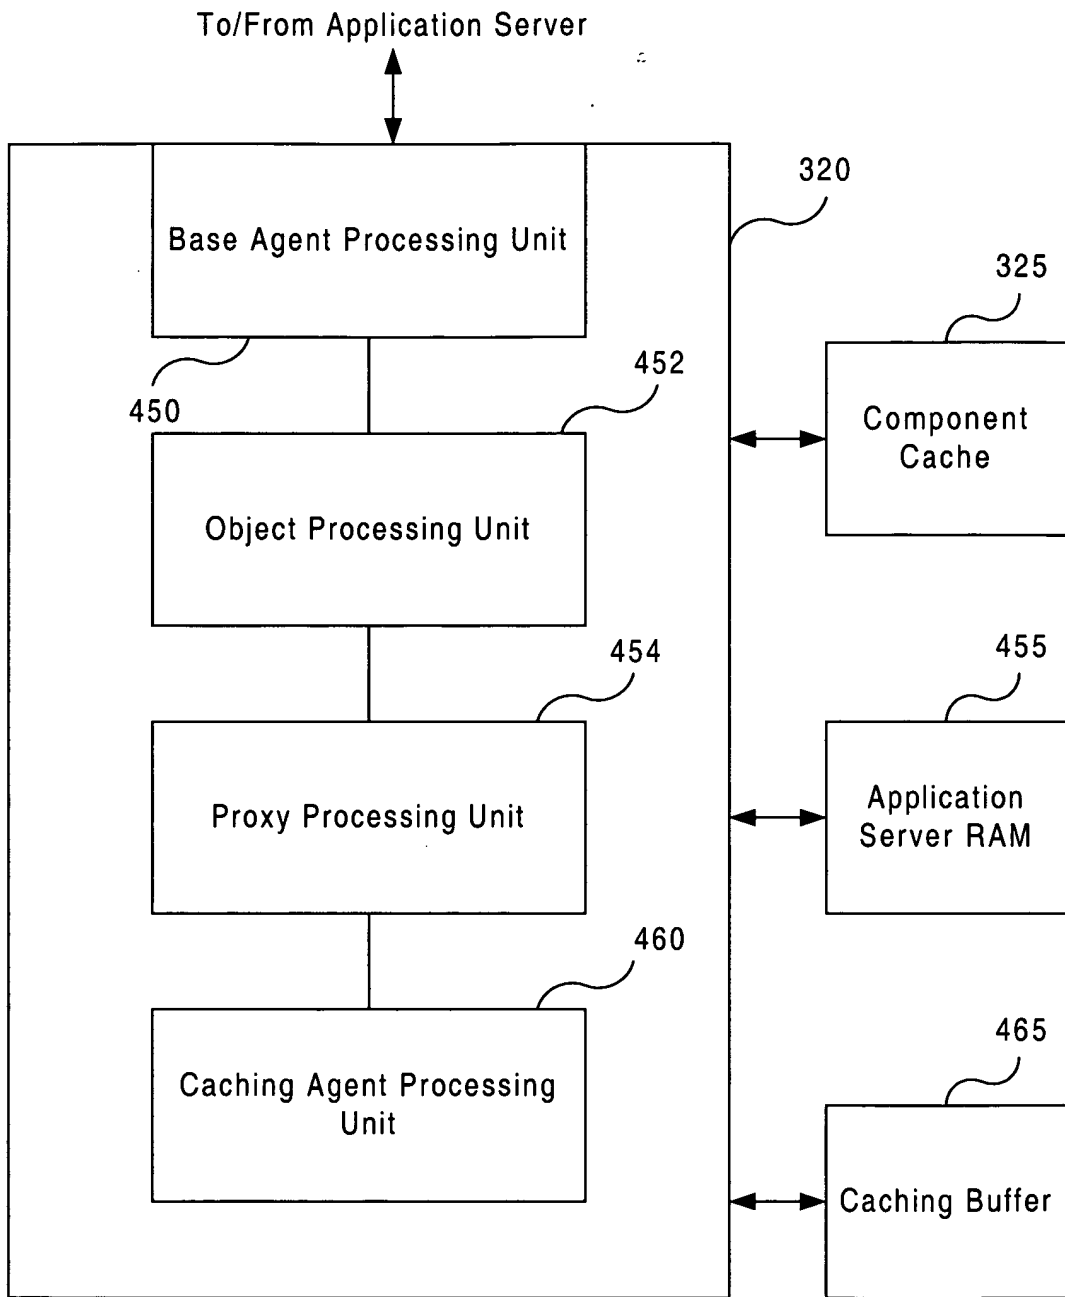 To/From Application Server
320
Base Agent Processing Unit
325
452
450
Component
Cache
Object Processing Unit
454
455
Proxy Processing Unit
Application
Server RAM
460
465
Caching Agent Processing
Unit
Caching Buffer